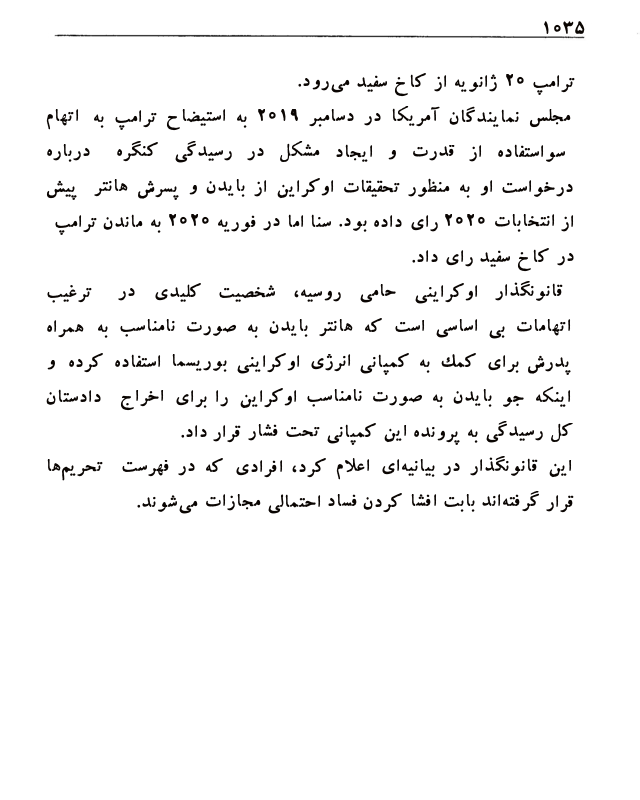 ۱۰۳۵
ترامپ ۲۰ ژانویه از کاخ سفید می‌رود.
مجلس نمایندگان آمریکا در دسامبر ۲۰۱۹ به استیضاح ترامپ به اتهام
سواستفاده از قدرت و ایجاد مشکل در رسیدگی کنگره درباره
درخواست او به منظور تحقیقات اوکراین از بایدن و پسرش هانتر پیش
از انتخابات ۲۰۲۰ رای داده بود. سنا اما در فوریه ۲۰۲۰ به ماندن ترامپ
در کاخ سفید رای داد.
قانونگذار اوکراینی حامی روسیه، شخصیت کلیدی در ترغیب
اتهامات بی اساسی است که هانتر بایدن به صورت نامناسب به همراه
پدرش برای کمك به کمپانی انرژی اوکراینی بوریسما استفاده کرده و
اینکه جو بایدن به صورت نامناسب اوکراین را برای اخراج دادستان
کل رسیدگی به پرونده این کمپانی تحت فشار قرار داد.
این قانونگذار در بیانیه‌ای اعلام کرد، افرادی که در فهرست تحریم‌ها
قرار گرفته‌اند بابت افشا کردن فساد احتمالی مجازات می‌شوند.